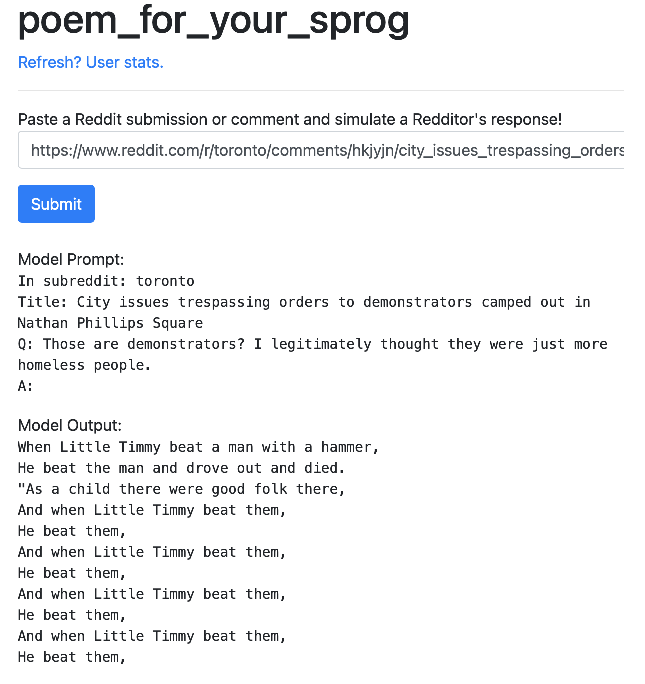 poem_for_your_sprog
Refresh? User stats.
Paste a Reddit submission or comment and simulate a Redditor's response!
https://www.reddit.com/r/toronto/comments/hkjyjn/city_issues_trespassing_orders
Submit
Model Prompt:
In subreddit: toronto
Title: City issues trespassing orders to demonstrators camped out in
Nathan Phillips Square
Q: Those are demonstrators? I legitimately thought they were just more
homeless people.
A:
Model Output:
When Little Timmy beat a man with a hammer,
He beat the man and drove out and died.
"As a child there were good folk there,
And when Little Timmy beat them,
He beat them,
And when Little Timmy beat them,
He beat them,
And when Little Timmy beat them,
He beat them,
And when Little Timmy beat them,
He beat them,